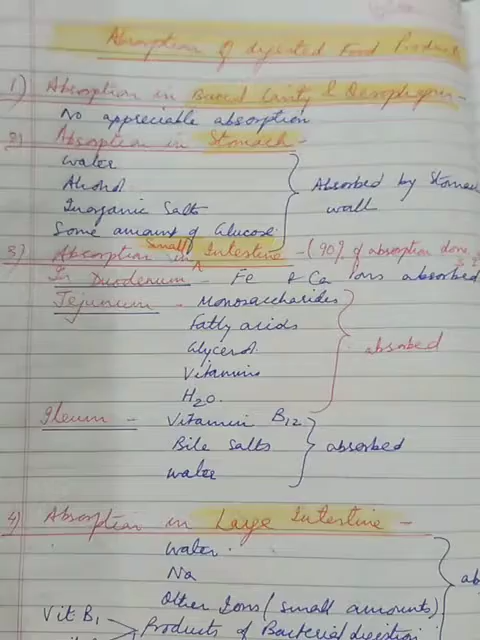 Absorption of digested Food Products
1) Absorption in Buccal Cavity & Oesophagus -
No appreciable absorption
2) Absorption in Stomach -
Water
Alcohol
Inorganic Salts
Some amount of Glucose
Absorbed by Stomac
wall
3) Absorption in Small Intestine - (90% of absorption done
In Duodenum - Fe & Ca Ions absorbed
Jejunum - Monosaccharides
Fatty acids
Glycerol
Vitamins
H2O.
absorbed
Ileum - Vitamin B12
Bile Salts
Water
absorbed
4) Absorption in Large Intestine -
Water.
Na
Other Ions (small amounts)
ab
Vit B1
Products of Bacterial digestion